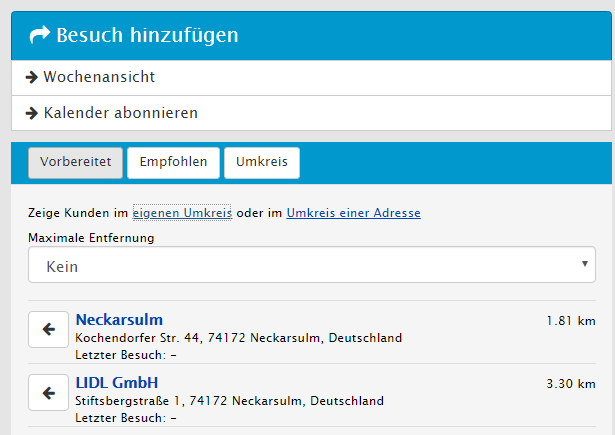 Besuch hinzufügen
Wochenansicht
Kalender abonnieren
Vorbereitet Empfohlen Umkreis
Zeige Kunden im eigenen Umkreis oder im Umkreis einer Adresse
Maximale Entfernung
Kein
Neckarsulm 1.81 km
Kochendorfer Str. 44, 74172 Neckarsulm, Deutschland
Letzter Besuch: –
LIDL GmbH 3.30 km
Stiftsbergstraße 1, 74172 Neckarsulm, Deutschland
Letzter Besuch: –